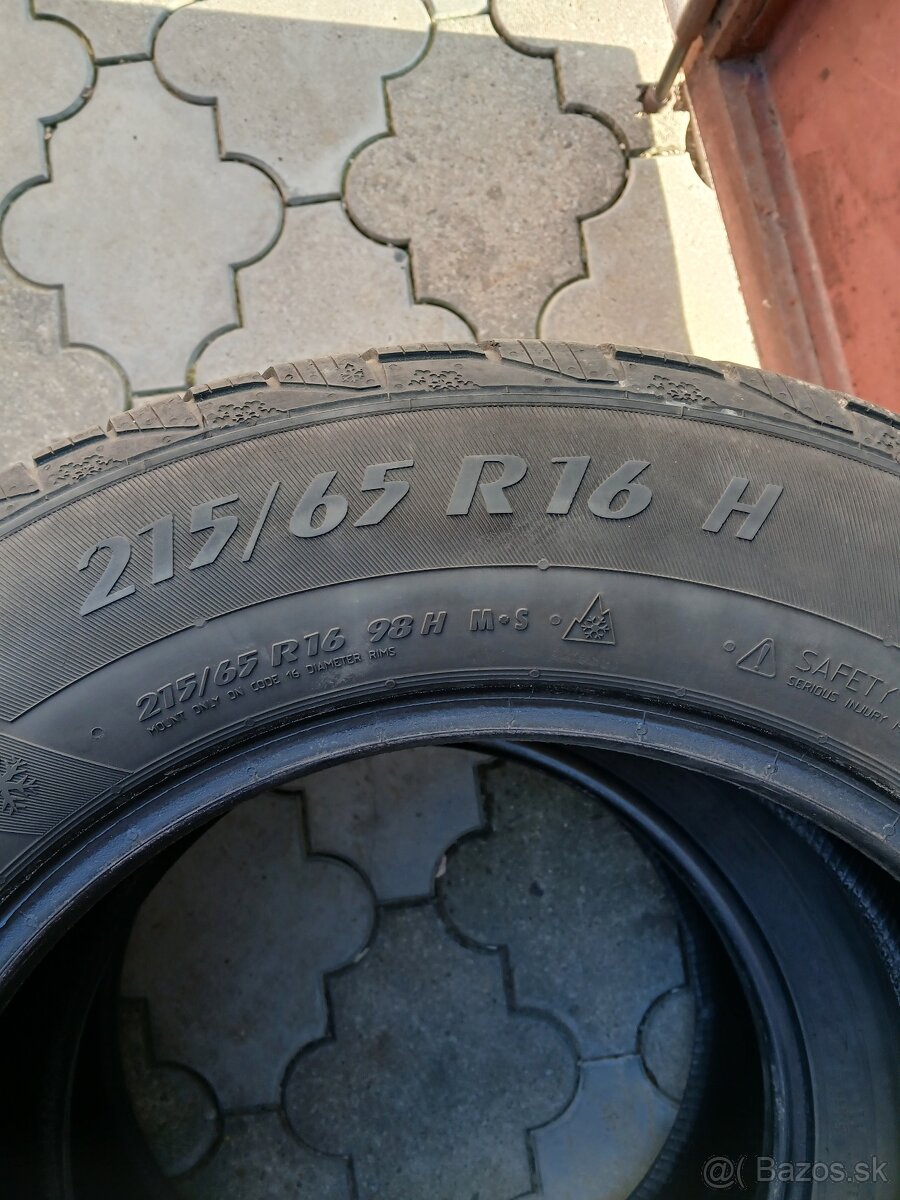 215/65 R16 H
215/65 R16 98 H M•S
MOUNT ONLY ON CODE 16 DIAMETER RIMS
SAFETY
SERIOUS INJURY
@( Bazos.sk